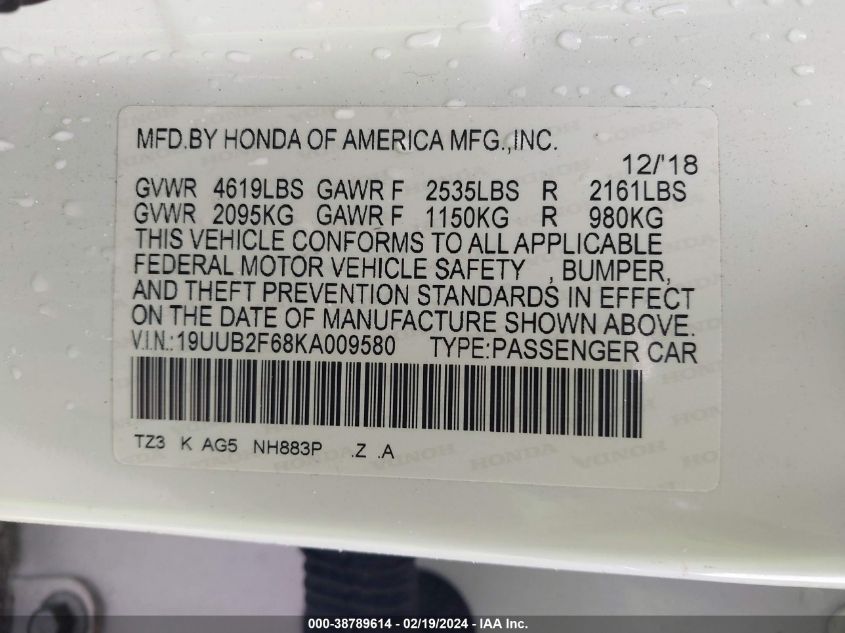 MFD.BY HONDA OF AMERICA MFG.,INC.
12/'18
GVWR 4619LBS GAWR F 2535LBS R 2161LBS
GVWR 2095KG GAWR F 1150KG R 980KG
THIS VEHICLE CONFORMS TO ALL APPLICABLE
FEDERAL MOTOR VEHICLE SAFETY , BUMPER,
AND THEFT PREVENTION STANDARDS IN EFFECT
ON THE DATE OF MANUFACTURE SHOWN ABOVE.
V.I.N.:19UUB2F68KA009580 TYPE:PASSENGER CAR
TZ3 K AG5 NH883P .Z .A
000-38789614 - 02/19/2024 - IAA Inc.